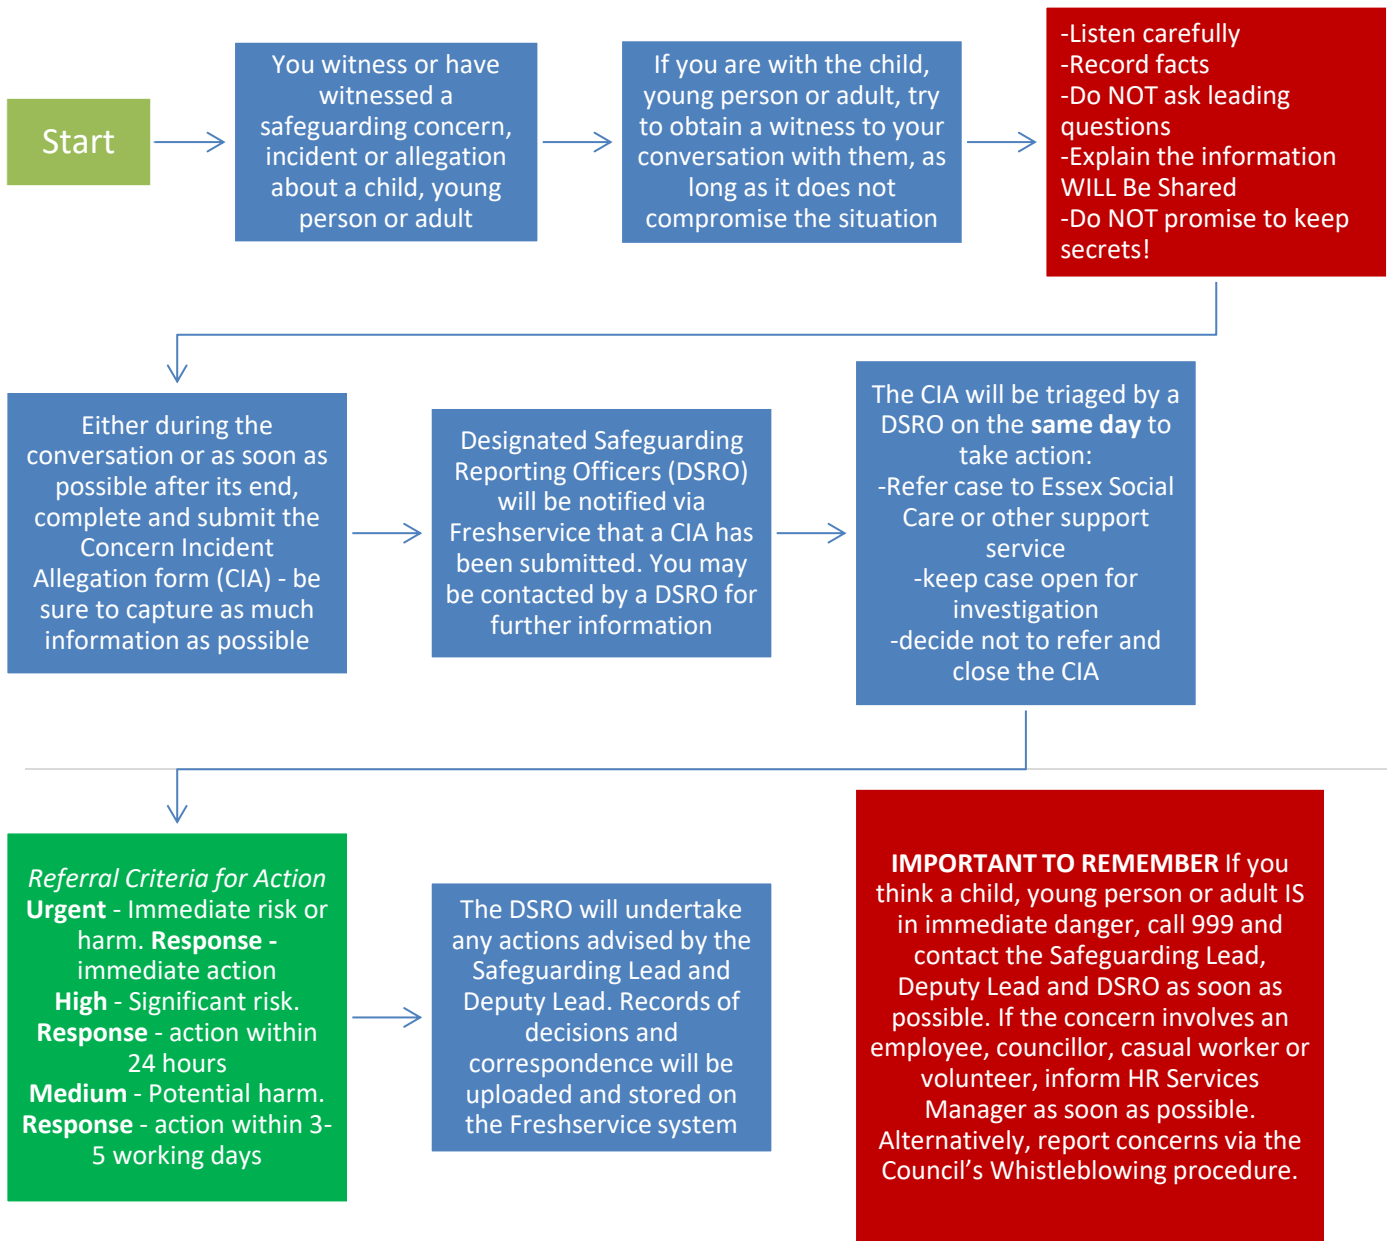 Start
You witness or have
witnessed a
safeguarding concern,
incident or allegation
about a child, young
person or adult
If you are with the child,
young person or adult, try
to obtain a witness to your
conversation with them, as
long as it does not
compromise the situation
-Listen carefully
-Record facts
-Do NOT ask leading
questions
-Explain the information
WILL Be Shared
-Do NOT promise to keep
secrets!
Either during the
conversation or as soon as
possible after its end,
complete and submit the
Concern Incident
Allegation form (CIA) - be
sure to capture as much
information as possible
Designated Safeguarding
Reporting Officers (DSRO)
will be notified via
Freshservice that a CIA has
been submitted. You may
be contacted by a DSRO for
further information
The CIA will be triaged by a
DSRO on the same day to
take action:
-Refer case to Essex Social
Care or other support
service
-keep case open for
investigation
-decide not to refer and
close the CIA
Referral Criteria for Action
Urgent - Immediate risk or
harm. Response -
immediate action
High - Significant risk.
Response - action within
24 hours
Medium - Potential harm.
Response - action within 3-
5 working days
The DSRO will undertake
any actions advised by the
Safeguarding Lead and
Deputy Lead. Records of
decisions and
correspondence will be
uploaded and stored on
the Freshservice system
IMPORTANT TO REMEMBER If you
think a child, young person or adult IS
in immediate danger, call 999 and
contact the Safeguarding Lead,
Deputy Lead and DSRO as soon as
possible. If the concern involves an
employee, councillor, casual worker or
volunteer, inform HR Services
Manager as soon as possible.
Alternatively, report concerns via the
Council’s Whistleblowing procedure.